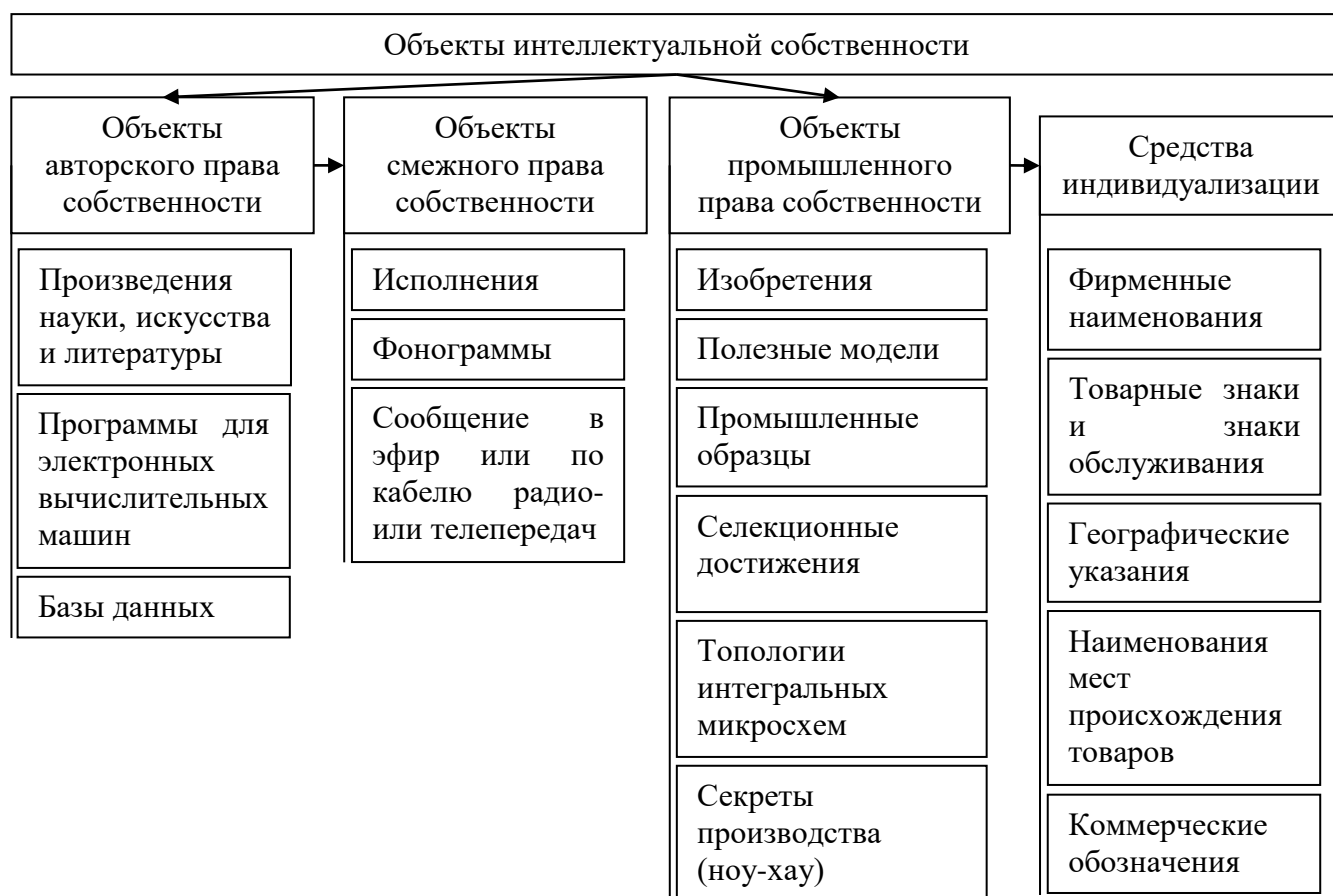 Объекты интеллектуальной собственности
Объекты
авторского права
собственности
Объекты
смежного права
собственности
Объекты
промышленного
права собственности
Средства
индивидуализации
Произведения
науки, искусства
и литературы
Программы для
электронных
вычислительных
машин
Базы данных
Исполнения
Фонограммы
Сообщение в
эфир или по
кабелю радио-
или телепередач
Изобретения
Полезные модели
Промышленные
образцы
Селекционные
достижения
Топологии
интегральных
микросхем
Секреты
производства
(ноу-хау)
Фирменные
наименования
Товарные знаки
и знаки
обслуживания
Географические
указания
Наименования
мест
происхождения
товаров
Коммерческие
обозначения